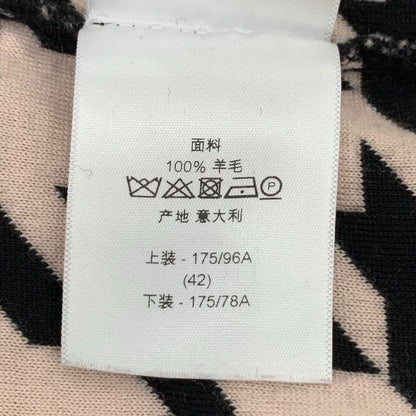 面料
100% 羊毛
P
产地 意大利
上装 - 175/96A
(42)
下装 - 175/78A